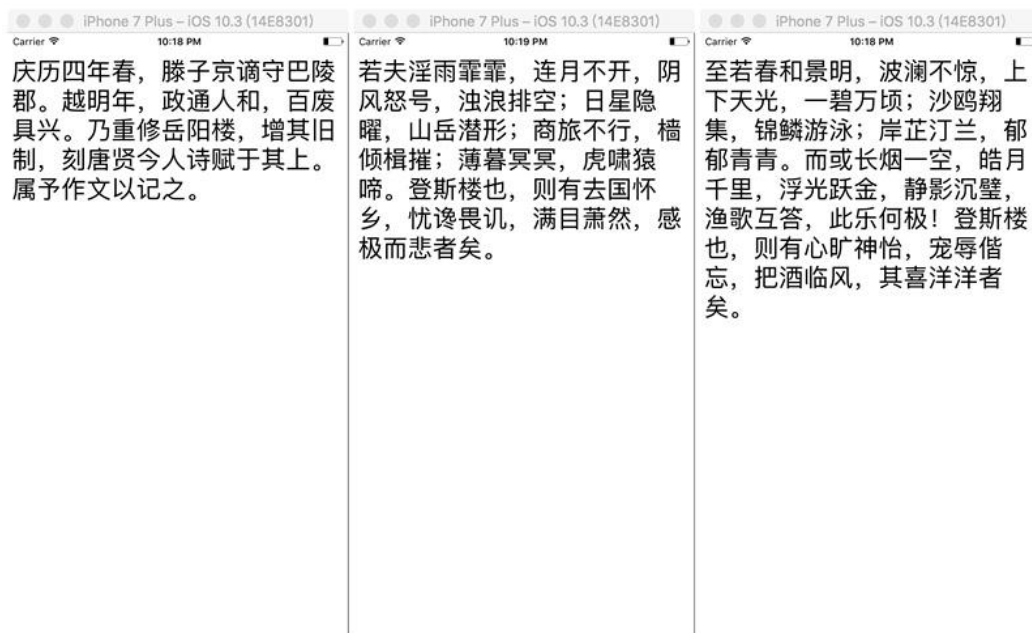 iPhone 7 Plus – iOS 10.3 (14E8301)
Carrier
10:18 PM
庆历四年春，滕子京谪守巴陵
郡。越明年，政通人和，百废
具兴。乃重修岳阳楼，增其旧
制，刻唐贤今人诗赋于其上。
属予作文以记之。
iPhone 7 Plus – iOS 10.3 (14E8301)
Carrier
10:19 PM
若夫淫雨霏霏，连月不开，阴
风怒号，浊浪排空；日星隐
曜，山岳潜形；商旅不行，樯
倾楫摧；薄暮冥冥，虎啸猿
啼。登斯楼也，则有去国怀
乡，忧谗畏讥，满目萧然，感
极而悲者矣。
iPhone 7 Plus – iOS 10.3 (14E8301)
Carrier
10:18 PM
至若春和景明，波澜不惊，上
下天光，一碧万顷；沙鸥翔
集，锦鳞游泳；岸芷汀兰，郁
郁青青。而或长烟一空，皓月
千里，浮光跃金，静影沉璧，
渔歌互答，此乐何极！登斯楼
也，则有心旷神怡，宠辱偕
忘，把酒临风，其喜洋洋者
矣。